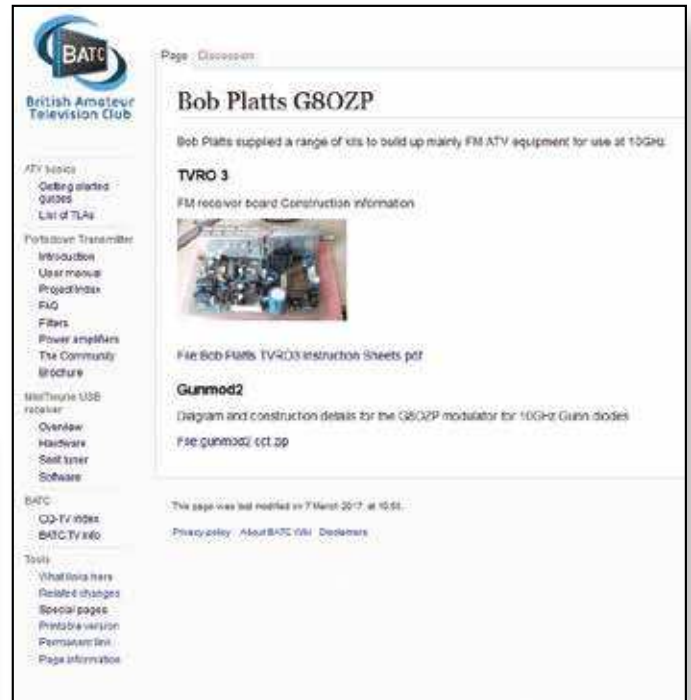 BATC
British Amateur
Television Club
Page Discussion
Bob Platts G8OZP
Bob Platts supplied a range of kits to build up mainly FM ATV equipment for use at 10GHz
TVRO 3
FM receiver board Construction information
File:Bob Platts TVRO3 Instruction Sheets.pdf
Gunmod2
Diagram and construction details for the G8OZP modulator for 10GHz Gunn diodes
File:gunmod2 cct.zip
This page was last modified on 7 March 2017, at 10:50.
Privacy policy About BATC Wiki Disclaimers
ATV basics
Getting started
guides
List of TLAs
Portsdown Transmitter
Introduction
User manual
Project Index
FAQ
Filters
Power amplifiers
The Community
Brochure
MiniTioune USB
receiver
Overview
Hardware
Serit tuner
Software
BATC
CQ-TV index
BATC TV info
Tools
What links here
Related changes
Special pages
Printable version
Permanent link
Page information